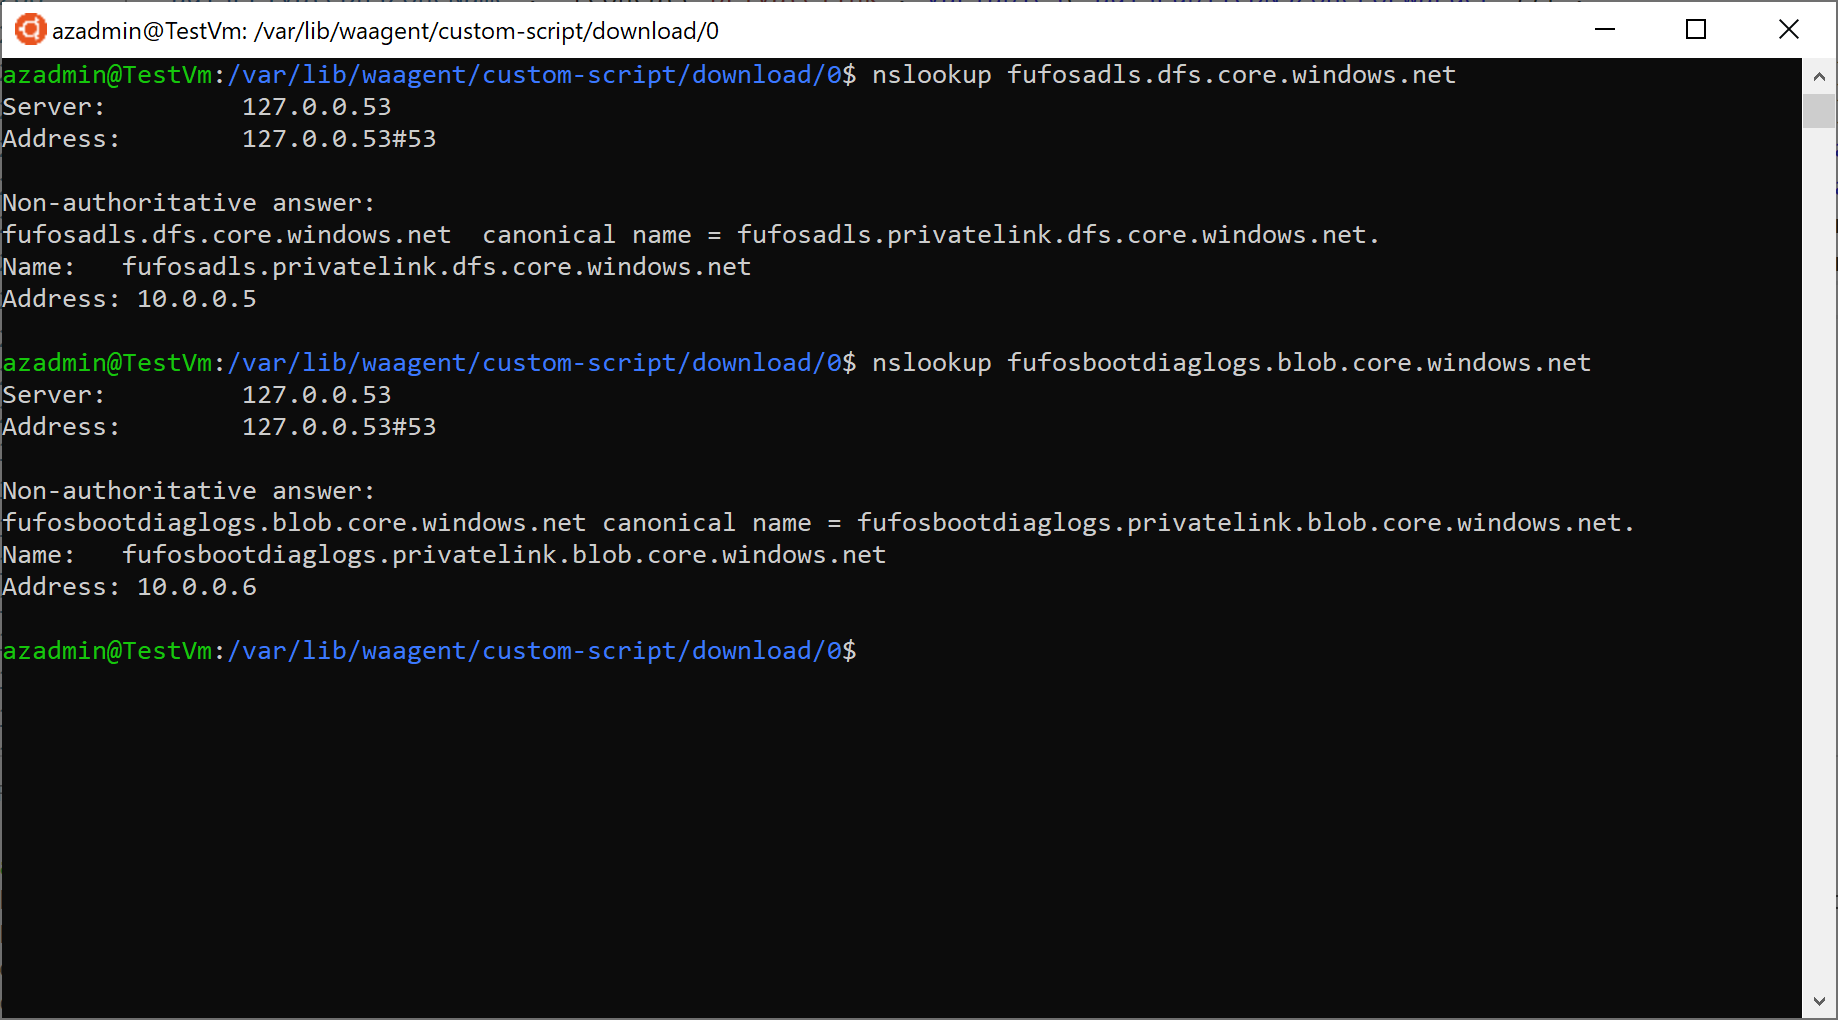 azadmin@TestVm: /var/lib/waagent/custom-script/download/0
azadmin@TestVm:/var/lib/waagent/custom-script/download/0$ nslookup fufosadls.dfs.core.windows.net
Server:         127.0.0.53
Address:        127.0.0.53#53
Non-authoritative answer:
fufosadls.dfs.core.windows.net  canonical name = fufosadls.privatelink.dfs.core.windows.net.
Name:   fufosadls.privatelink.dfs.core.windows.net
Address: 10.0.0.5
azadmin@TestVm:/var/lib/waagent/custom-script/download/0$ nslookup fufosbootdiaglogs.blob.core.windows.net
Server:         127.0.0.53
Address:        127.0.0.53#53
Non-authoritative answer:
fufosbootdiaglogs.blob.core.windows.net canonical name = fufosbootdiaglogs.privatelink.blob.core.windows.net.
Name:   fufosbootdiaglogs.privatelink.blob.core.windows.net
Address: 10.0.0.6
azadmin@TestVm:/var/lib/waagent/custom-script/download/0$